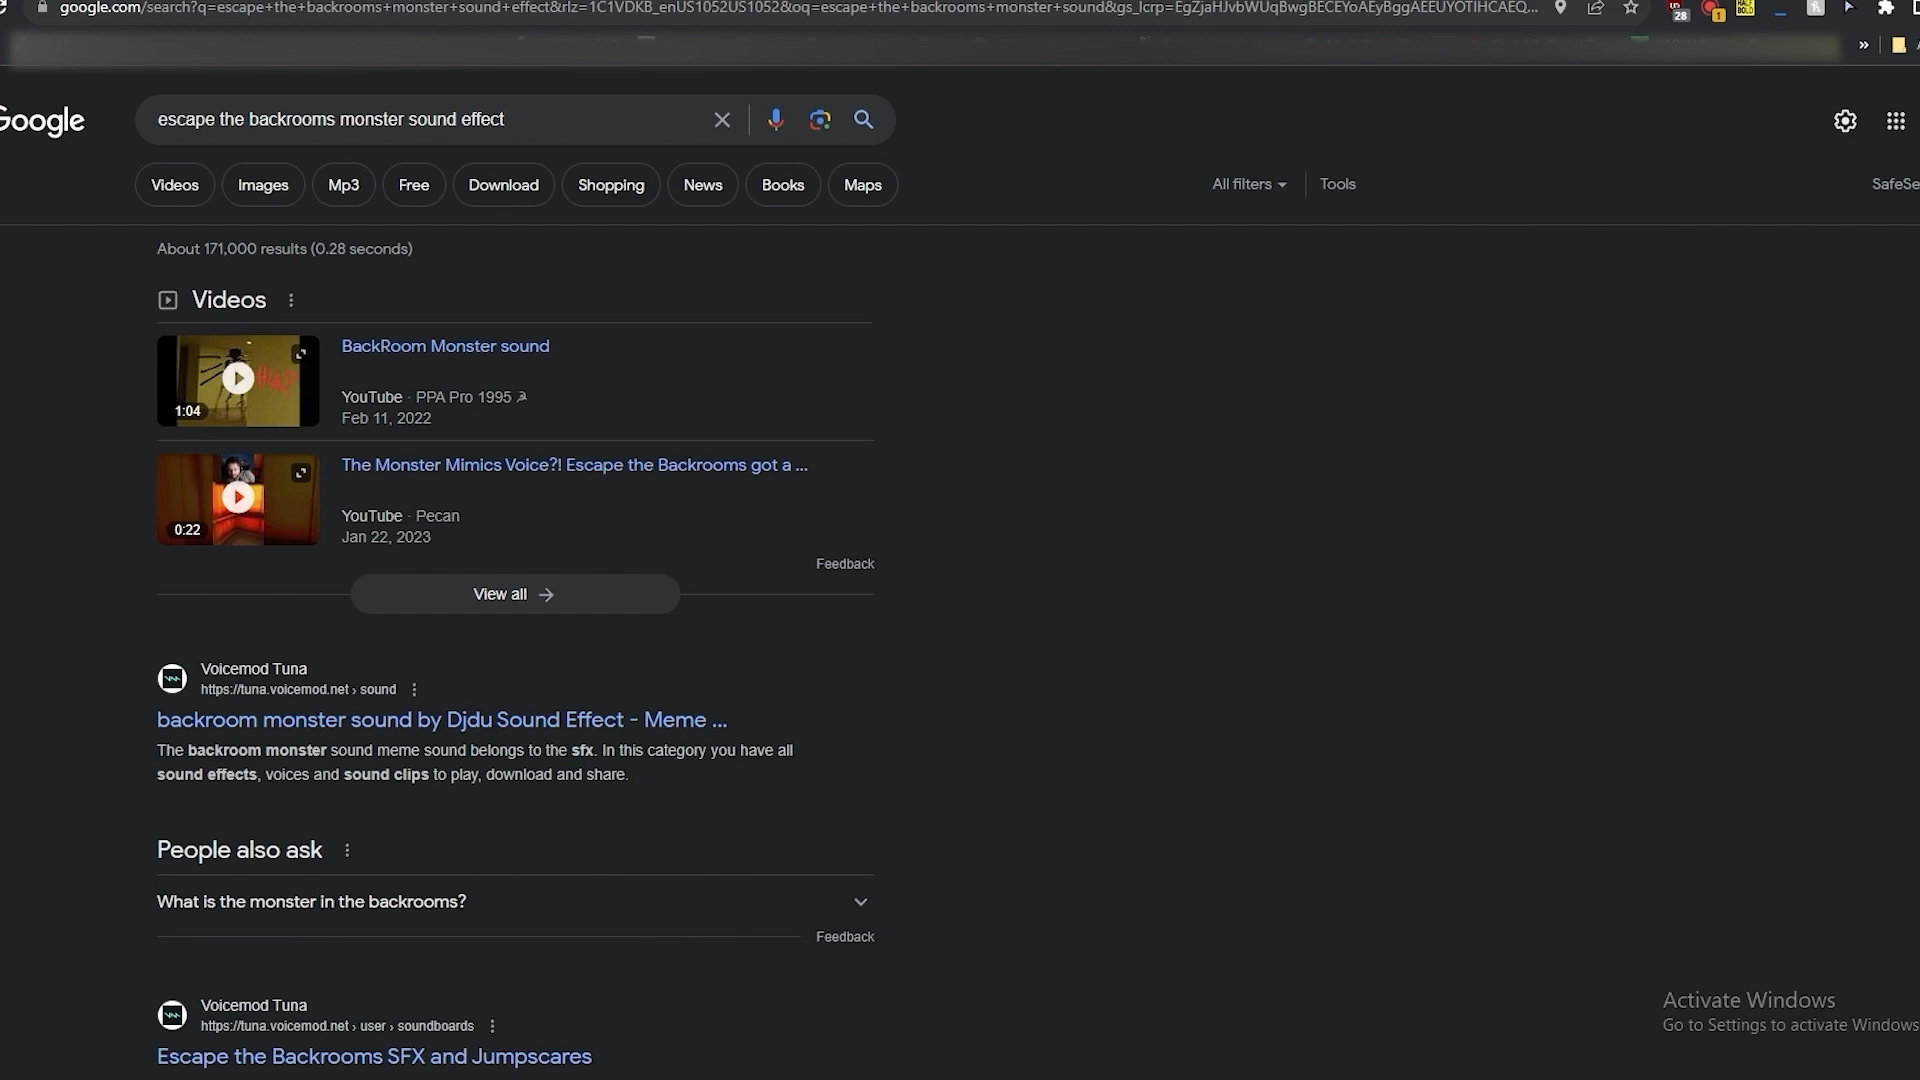 google.com/search?q=escape+the+backrooms+monster+sound+effect&rlz=1C1VDKB_enUS1052US1052&oq=escape+the+backrooms+monster+sound&gs_lcrp=EgZjaHJvbWUqBwgBECEYoAEyBggAEEUYOTIHCAEQ...
28
1
HALF BOLD
Google
escape the backrooms monster sound effect
Videos
Images
Mp3
Free
Download
Shopping
News
Books
Maps
All filters
Tools
SafeSe
About 171,000 results (0.28 seconds)
Videos
BackRoom Monster sound
1:04
YouTube · PPA Pro 1995
Feb 11, 2022
The Monster Mimics Voice?! Escape the Backrooms got a ...
0:22
YouTube · Pecan
Jan 22, 2023
Feedback
View all
Voicemod Tuna
https://tuna.voicemod.net › sound
backroom monster sound by Djdu Sound Effect - Meme ...
The backroom monster sound meme sound belongs to the sfx. In this category you have all
sound effects, voices and sound clips to play, download and share.
People also ask
What is the monster in the backrooms?
Feedback
Voicemod Tuna
https://tuna.voicemod.net › user › soundboards
Escape the Backrooms SFX and Jumpscares
Activate Windows
Go to Settings to activate Windows